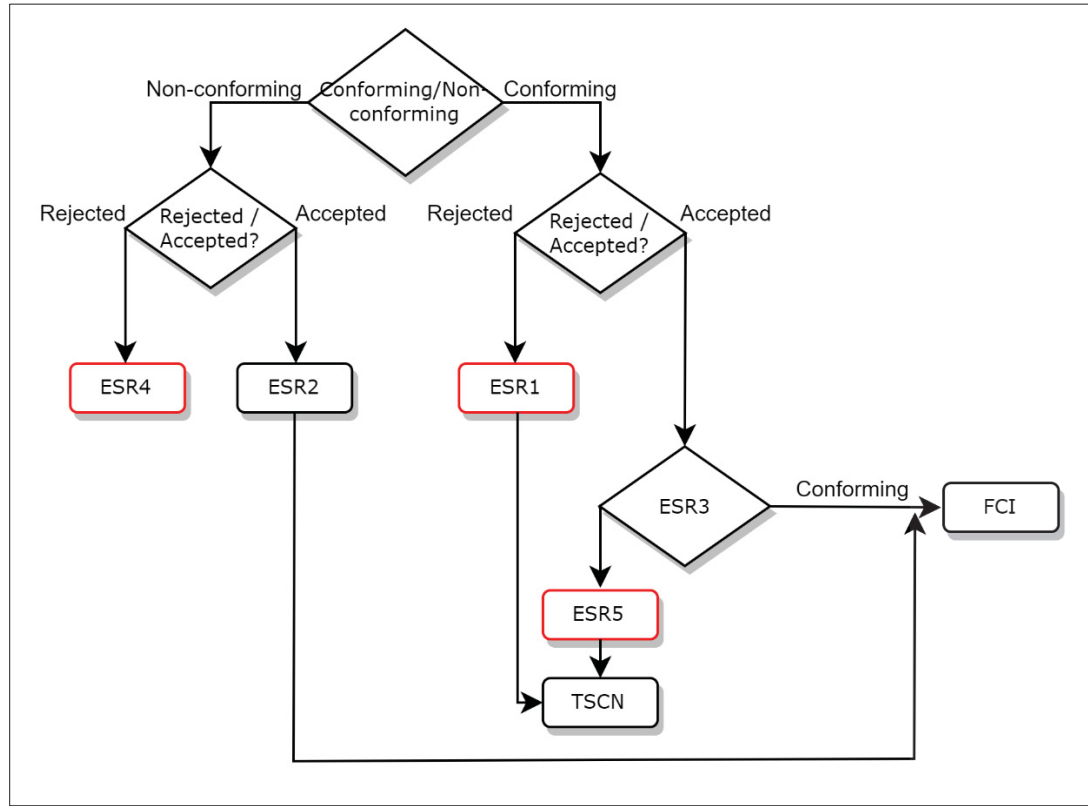 Non-conforming
Conforming/Non-
conforming
Conforming
Rejected
Rejected /
Accepted?
Accepted
Rejected
Rejected /
Accepted?
Accepted
ESR4
ESR2
ESR1
ESR3
Conforming
FCI
ESR5
TSCN